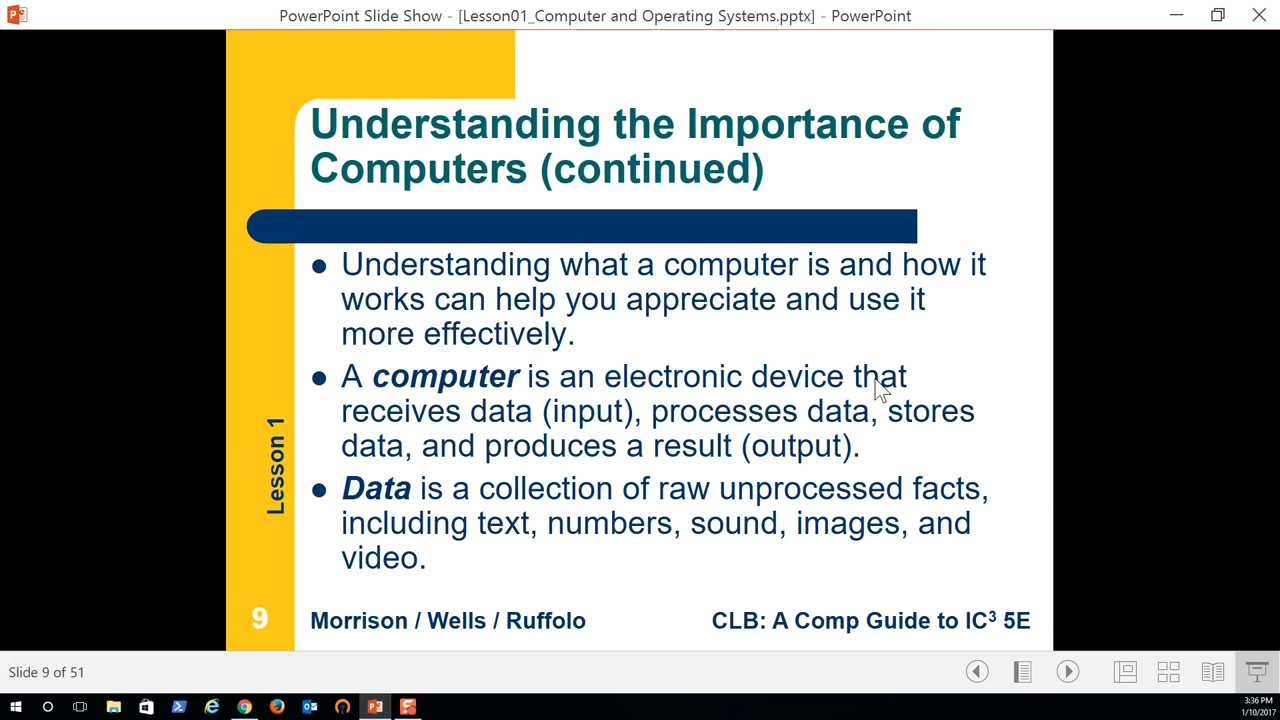 PowerPoint Slide Show - [Lesson01_Computer and Operating Systems.pptx] - PowerPoint
Understanding the Importance of
Computers (continued)
● Understanding what a computer is and how it
works can help you appreciate and use it
more effectively.
● A computer is an electronic device that
receives data (input), processes data, stores
data, and produces a result (output).
● Data is a collection of raw unprocessed facts,
including text, numbers, sound, images, and
video.
Lesson 1
9
Morrison / Wells / Ruffolo
CLB: A Comp Guide to IC³ 5E
Slide 9 of 51
3:36 PM
1/10/2017